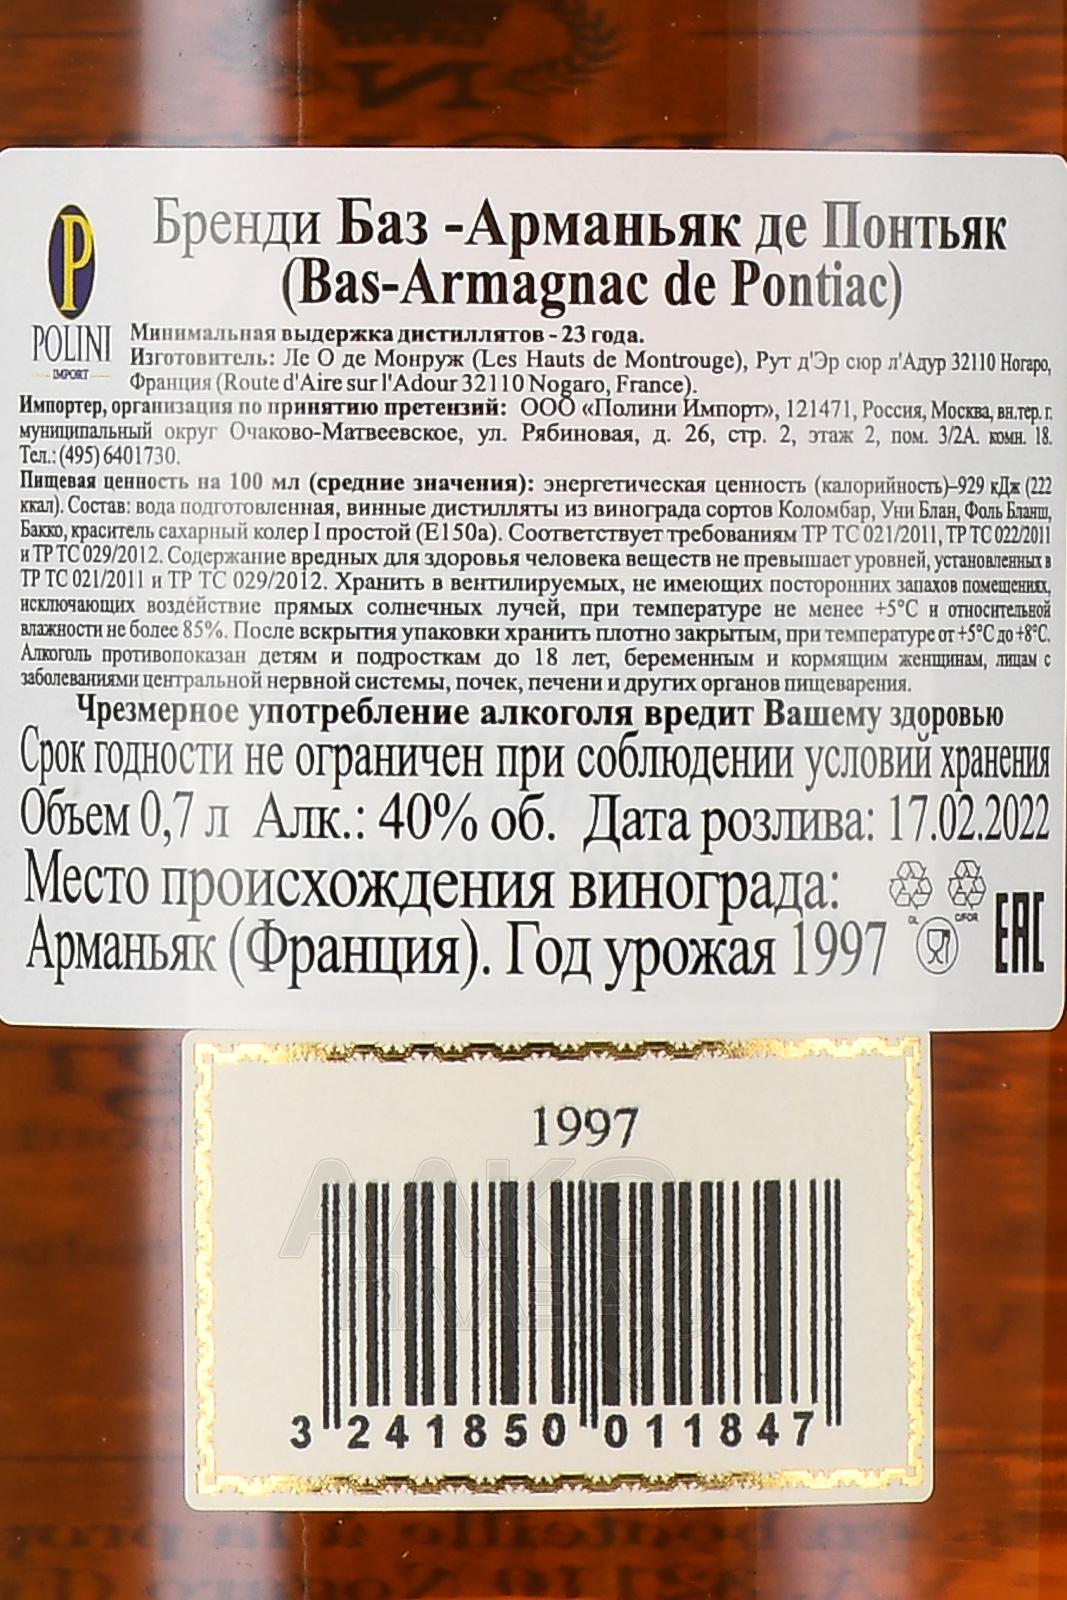 Бренди Баз -Арманьяк де Понтьяк
(Bas-Armagnac de Pontiac)
P
POLINI
IMPORT
Минимальная выдержка дистиллятов - 23 года.
Изготовитель: Ле О де Монруж (Les Hauts de Montrouge), Рут д'Эр сюр л'Адур 32110 Ногаро,
Франция (Route d'Aire sur l'Adour 32110 Nogaro, France).
Импортер, организация по принятию претензий: ООО «Полини Импорт», 121471, Россия, Москва, вн.тер. г.
муниципальный округ Очаково-Матвеевское, ул. Рябиновая, д. 26, стр. 2, этаж 2, пом. 3/2А. комн. 18.
Тел.: (495) 6401730.
Пищевая ценность на 100 мл (средние значения): энергетическая ценность (калорийность)–929 кДж (222
ккал). Состав: вода подготовленная, винные дистилляты из винограда сортов Коломбар, Уни Блан, Фоль Бланш,
Бакко, краситель сахарный колер I простой (Е150а). Соответствует требованиям ТР ТС 021/2011, ТР ТС 022/2011
и ТР ТС 029/2012. Содержание вредных для здоровья человека веществ не превышает уровней, установленных в
ТР ТС 021/2011 и ТР ТС 029/2012. Хранить в вентилируемых, не имеющих посторонних запахов помещениях,
исключающих воздействие прямых солнечных лучей, при температуре не менее +5°С и относительной
влажности не более 85%. После вскрытия упаковки хранить плотно закрытым, при температуре от +5°С до +8°С.
Алкоголь противопоказан детям и подросткам до 18 лет, беременным и кормящим женщинам, лицам с
заболеваниями центральной нервной системы, почек, печени и других органов пищеварения.
Чрезмерное употребление алкоголя вредит Вашему здоровью
Срок годности не ограничен при соблюдении условий хранения
Объем 0,7 л Алк.: 40% об. Дата розлива: 17.02.2022
Место происхождения винограда:
Арманьяк (Франция). Год урожая 1997
GL C/FOR
EAC
1997
АЛКО
ПЛАНЕТА
3 241850 011847